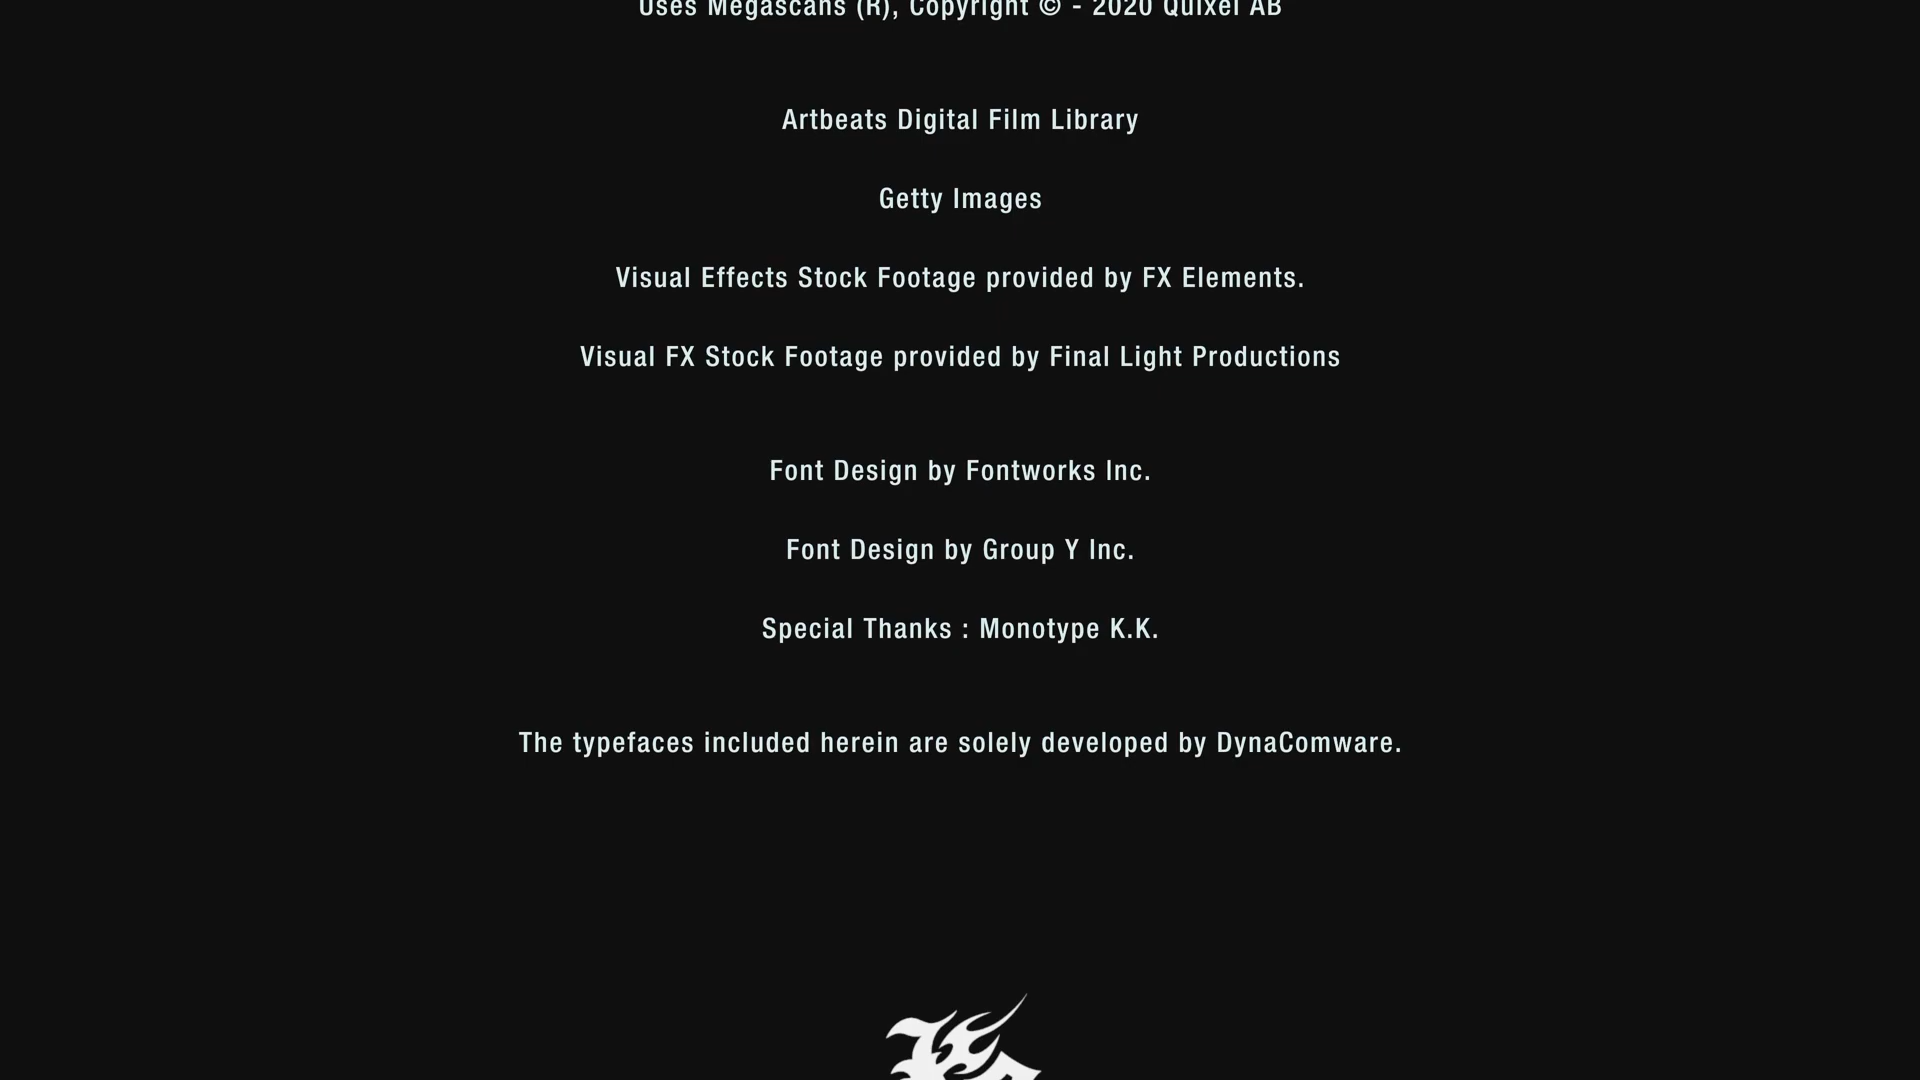 Uses Megascans (R), Copyright © - 2020 Quixel AB
Artbeats Digital Film Library
Getty Images
Visual Effects Stock Footage provided by FX Elements.
Visual FX Stock Footage provided by Final Light Productions
Font Design by Fontworks Inc.
Font Design by Group Y Inc.
Special Thanks : Monotype K.K.
The typefaces included herein are solely developed by DynaComware.